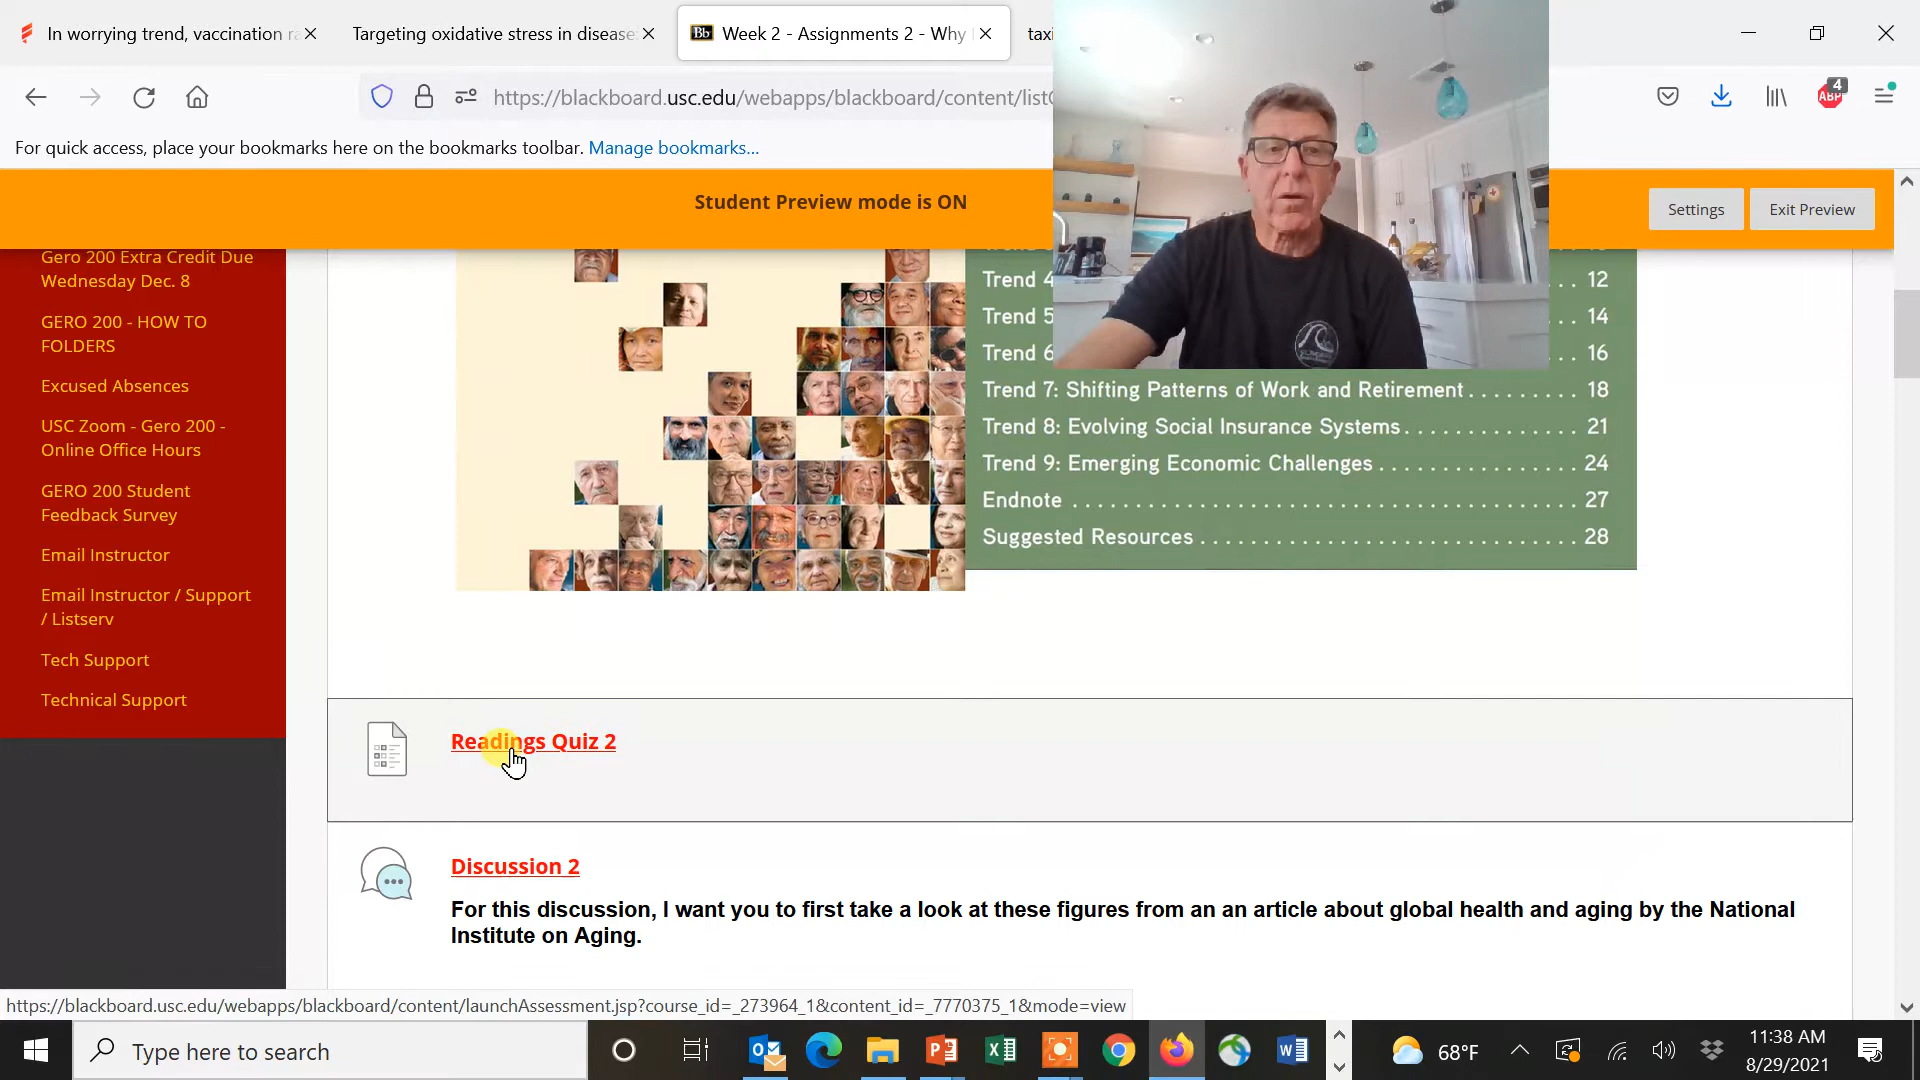 In worrying trend, vaccination ra
Targeting oxidative stress in disease
Bb Week 2 - Assignments 2 - Why
taxi
https://blackboard.usc.edu/webapps/blackboard/content/list
ABP
4
For quick access, place your bookmarks here on the bookmarks toolbar. Manage bookmarks...
Student Preview mode is ON
Settings
Exit Preview
Gero 200 Extra Credit Due
Wednesday Dec. 8
GERO 200 - HOW TO
FOLDERS
Excused Absences
USC Zoom - Gero 200 -
Online Office Hours
GERO 200 Student
Feedback Survey
Email Instructor
Email Instructor / Support
/ Listserv
Tech Support
Technical Support
Trend 4 . . . 12
Trend 5 . . . 14
Trend 6 . . . 16
Trend 7: Shifting Patterns of Work and Retirement . . . . . . . . . 18
Trend 8: Evolving Social Insurance Systems . . . . . . . . . . . . . . 21
Trend 9: Emerging Economic Challenges . . . . . . . . . . . . . . . . 24
Endnote . . . . . . . . . . . . . . . . . . . . . . . . . . . . . . . . . . . . . . . . . 27
Suggested Resources . . . . . . . . . . . . . . . . . . . . . . . . . . . . . . . 28
Readings Quiz 2
Discussion 2
For this discussion, I want you to first take a look at these figures from an an article about global health and aging by the National
Institute on Aging.
https://blackboard.usc.edu/webapps/blackboard/content/launchAssessment.jsp?course_id=_273964_1&content_id=_7770375_1&mode=view
Type here to search
68°F
11:38 AM
8/29/2021